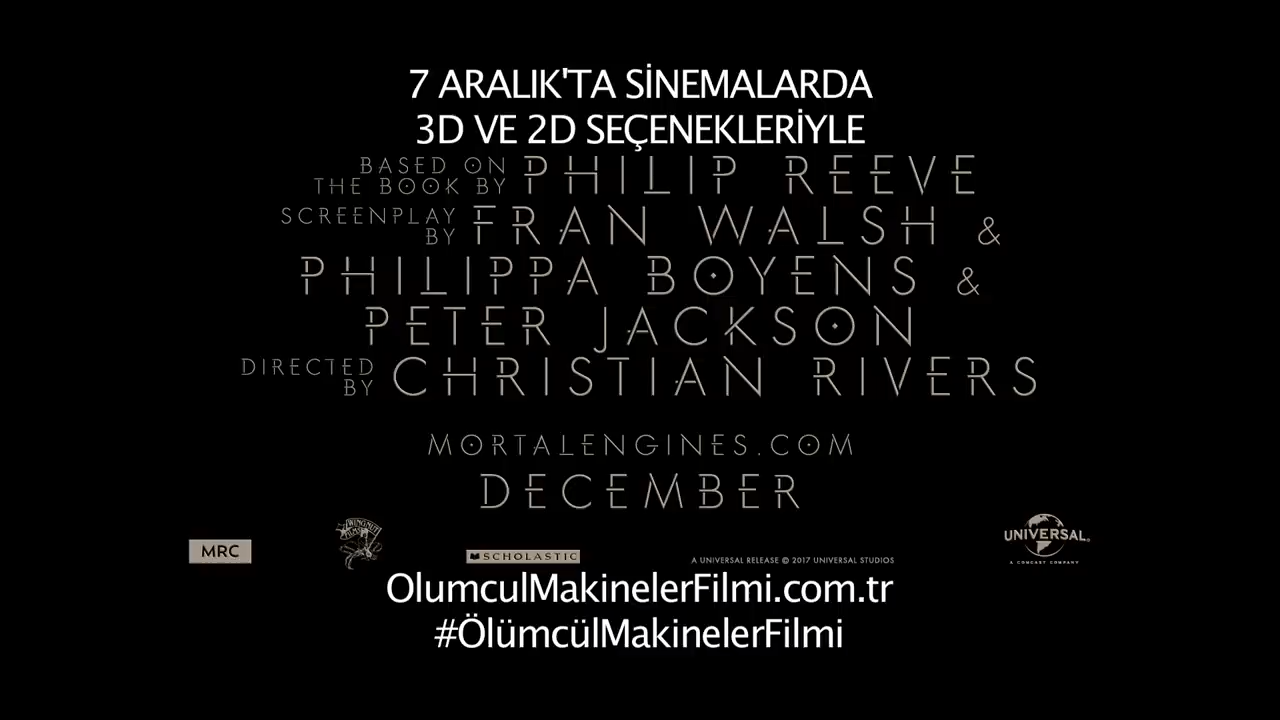 7 ARALIK'TA SİNEMALARDA
3D VE 2D SEÇENEKLERİYLE
BASED ON
THE BOOK BY PHILIP REEVE
SCREENPLAY
BY FRAN WALSH &
PHILIPPA BOYENS &
PETER JACKSON
DIRECTED
BY CHRISTIAN RIVERS
MORTALENGINES.COM
DECEMBER
MRC
WINGNUT
FILMS
SCHOLASTIC
A UNIVERSAL RELEASE © 2017 UNIVERSAL STUDIOS
UNIVERSAL
A COMCAST COMPANY
OlumculMakinelerFilmi.com.tr
#ÖlümcülMakinelerFilmi